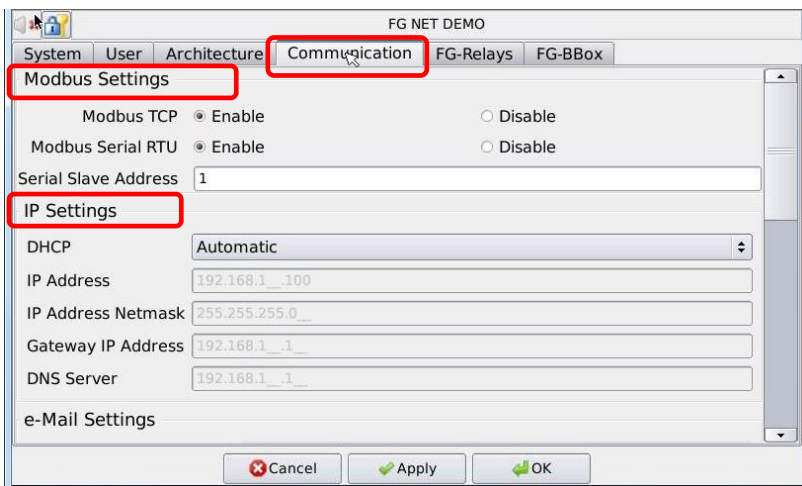 FG NET DEMO
System User Architecture Communication FG-Relays FG-BBox
Modbus Settings
Modbus TCP Enable Disable
Modbus Serial RTU Enable Disable
Serial Slave Address 1
IP Settings
DHCP Automatic
IP Address 192.168.1__.100
IP Address Netmask 255.255.255.0__
Gateway IP Address 192.168.1__.1__
DNS Server 192.168.1__.1__
e-Mail Settings
Cancel Apply OK